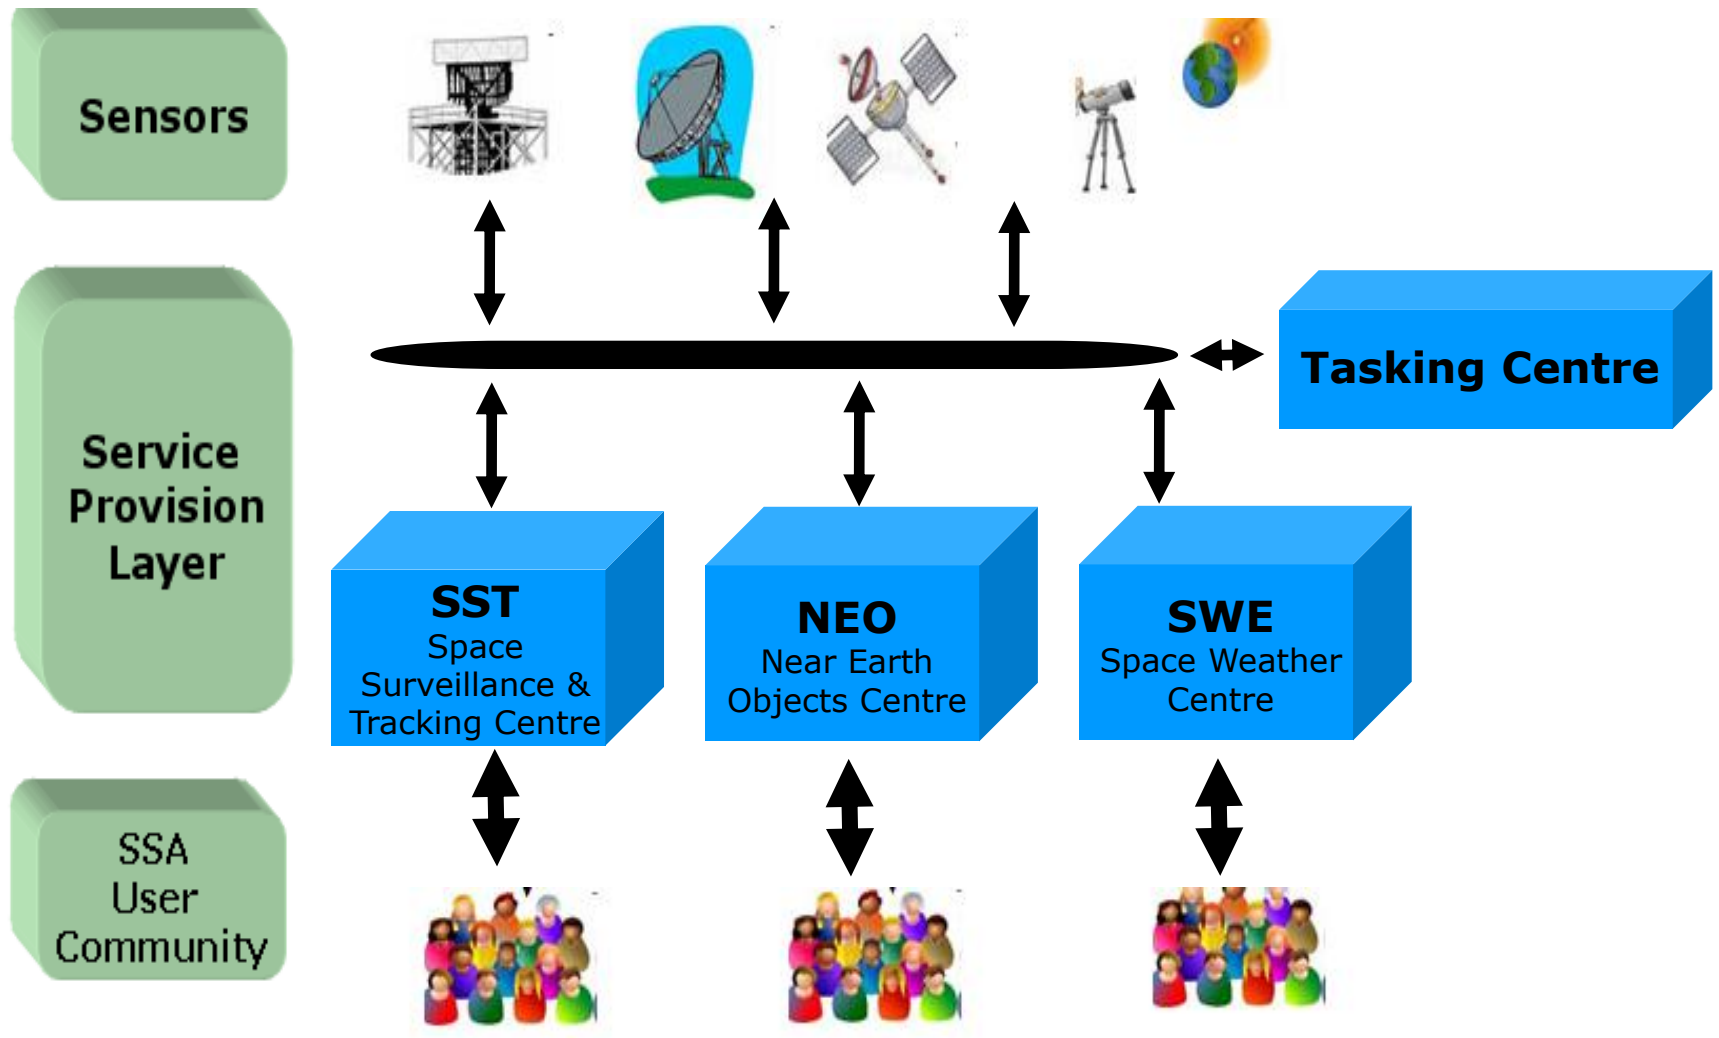 Sensors
Tasking Centre
Service
Provision
Layer
SST
Space
Surveillance &
Tracking Centre
NEO
Near Earth
Objects Centre
SWE
Space Weather
Centre
SSA
User
Community